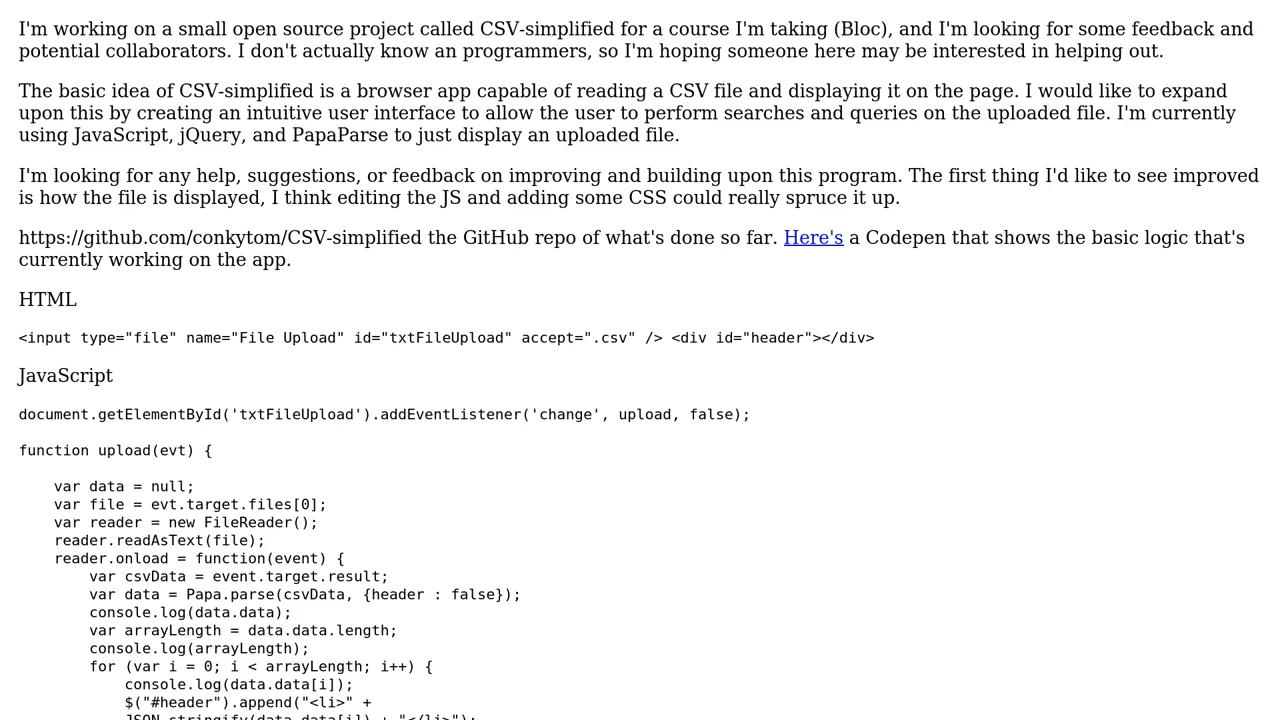 I'm working on a small open source project called CSV-simplified for a course I'm taking (Bloc), and I'm looking for some feedback and
potential collaborators. I don't actually know an programmers, so I'm hoping someone here may be interested in helping out.
The basic idea of CSV-simplified is a browser app capable of reading a CSV file and displaying it on the page. I would like to expand
upon this by creating an intuitive user interface to allow the user to perform searches and queries on the uploaded file. I'm currently
using JavaScript, jQuery, and PapaParse to just display an uploaded file.
I'm looking for any help, suggestions, or feedback on improving and building upon this program. The first thing I'd like to see improved
is how the file is displayed, I think editing the JS and adding some CSS could really spruce it up.
https://github.com/conkytom/CSV-simplified the GitHub repo of what's done so far. Here's a Codepen that shows the basic logic that's
currently working on the app.
HTML
<input type="file" name="File Upload" id="txtFileUpload" accept=".csv" /> <div id="header"></div>
JavaScript
document.getElementById('txtFileUpload').addEventListener('change', upload, false);
function upload(evt) {
    var data = null;
    var file = evt.target.files[0];
    var reader = new FileReader();
    reader.readAsText(file);
    reader.onload = function(event) {
        var csvData = event.target.result;
        var data = Papa.parse(csvData, {header : false});
        console.log(data.data);
        var arrayLength = data.data.length;
        console.log(arrayLength);
        for (var i = 0; i < arrayLength; i++) {
            console.log(data.data[i]);
            $("#header").append("<li>" +
            JSON.stringify(data.data[i]) + "</li>");